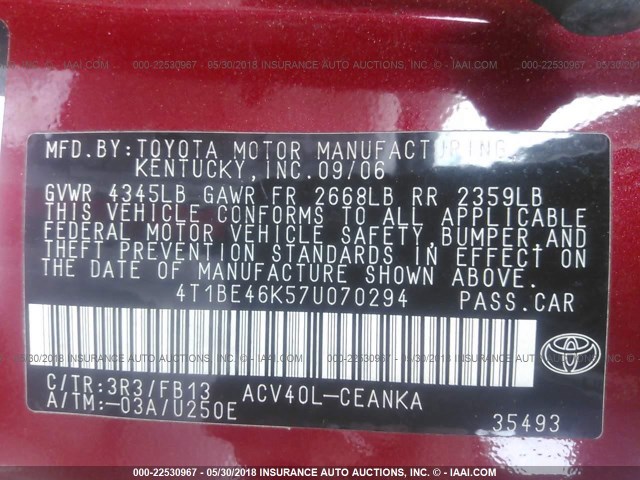 000-22530967 - 05/30/2018 - INSURANCE AUTO AUCTIONS, INC. - © - IAAI.COM
MFD.BY:TOYOTA MOTOR MANUFACTURING
KENTUCKY,INC.09/06
GVWR 4345LB GAWR FR 2668LB RR 2359LB
THIS VEHICLE CONFORMS TO ALL APPLICABLE
FEDERAL MOTOR VEHICLE SAFETY,BUMPER,AND
THEFT PREVENTION STANDARDS IN EFFECT ON
THE DATE OF MANUFACTURE SHOWN ABOVE.
4T1BE46K57U070294 PASS.CAR
C/TR:3R3/FB13 ACV40L-CEANKA
A/TM:-03A/U250E
35493
TOYOTA
000-22530967 - 05/30/2018 - INSURANCE AUTO AUCTIONS, INC. - © - IAAI.COM